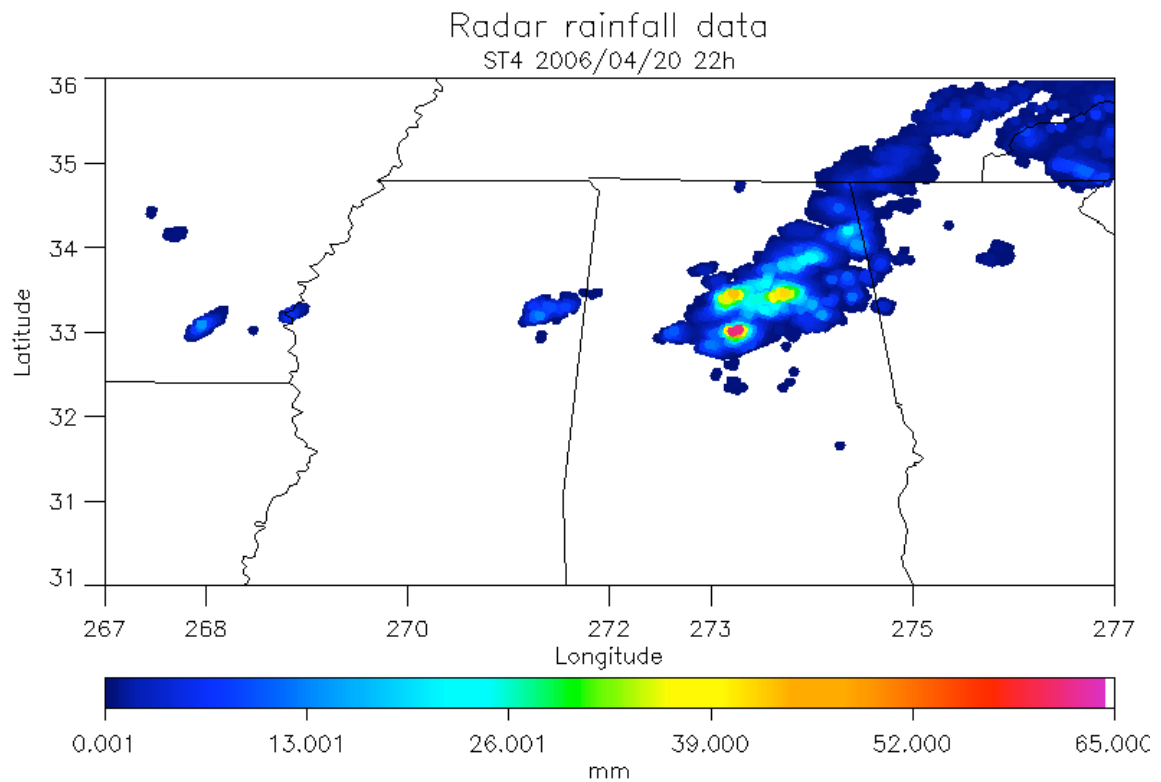 Radar rainfall data
ST4 2006/04/20 22h
36
35
34
33
32
31
31
Latitude
267 268 270 272 273 275 277
Longitude
0.001 13.001 26.001 39.000 52.000 65.000
mm